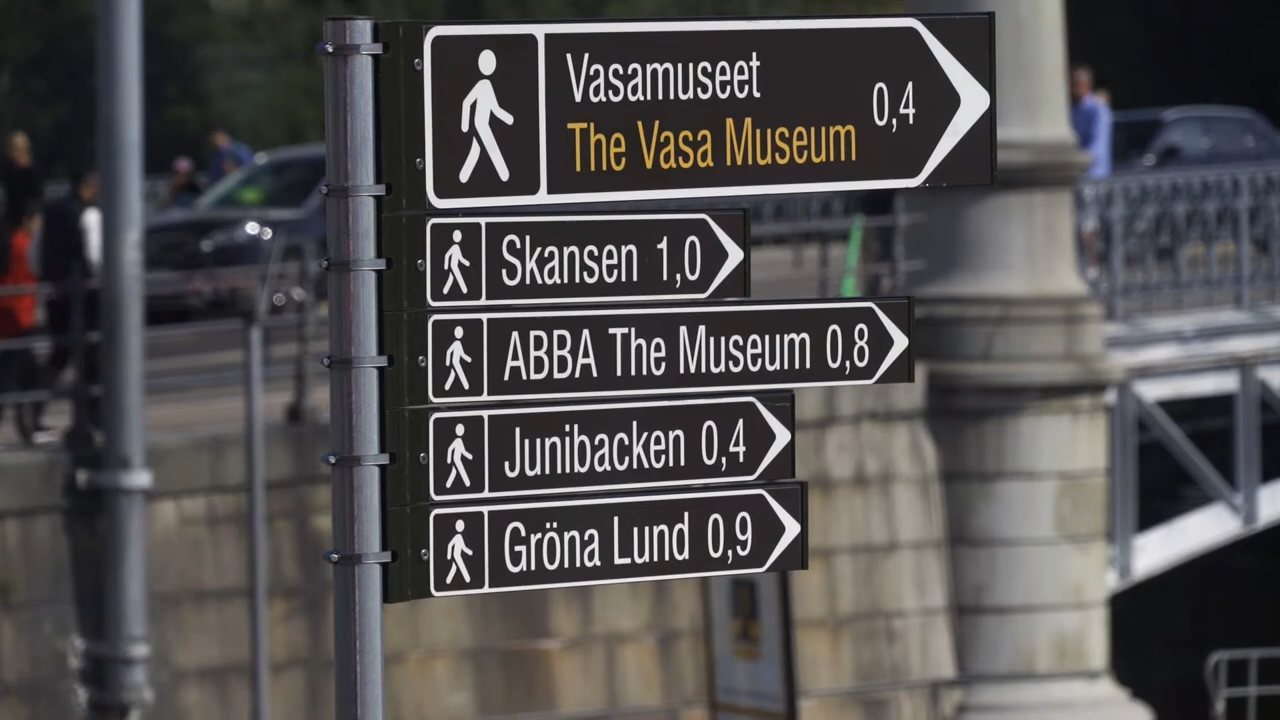 Vasamuseet
The Vasa Museum 0,4
Skansen 1,0
ABBA The Museum 0,8
Junibacken 0,4
Gröna Lund 0,9